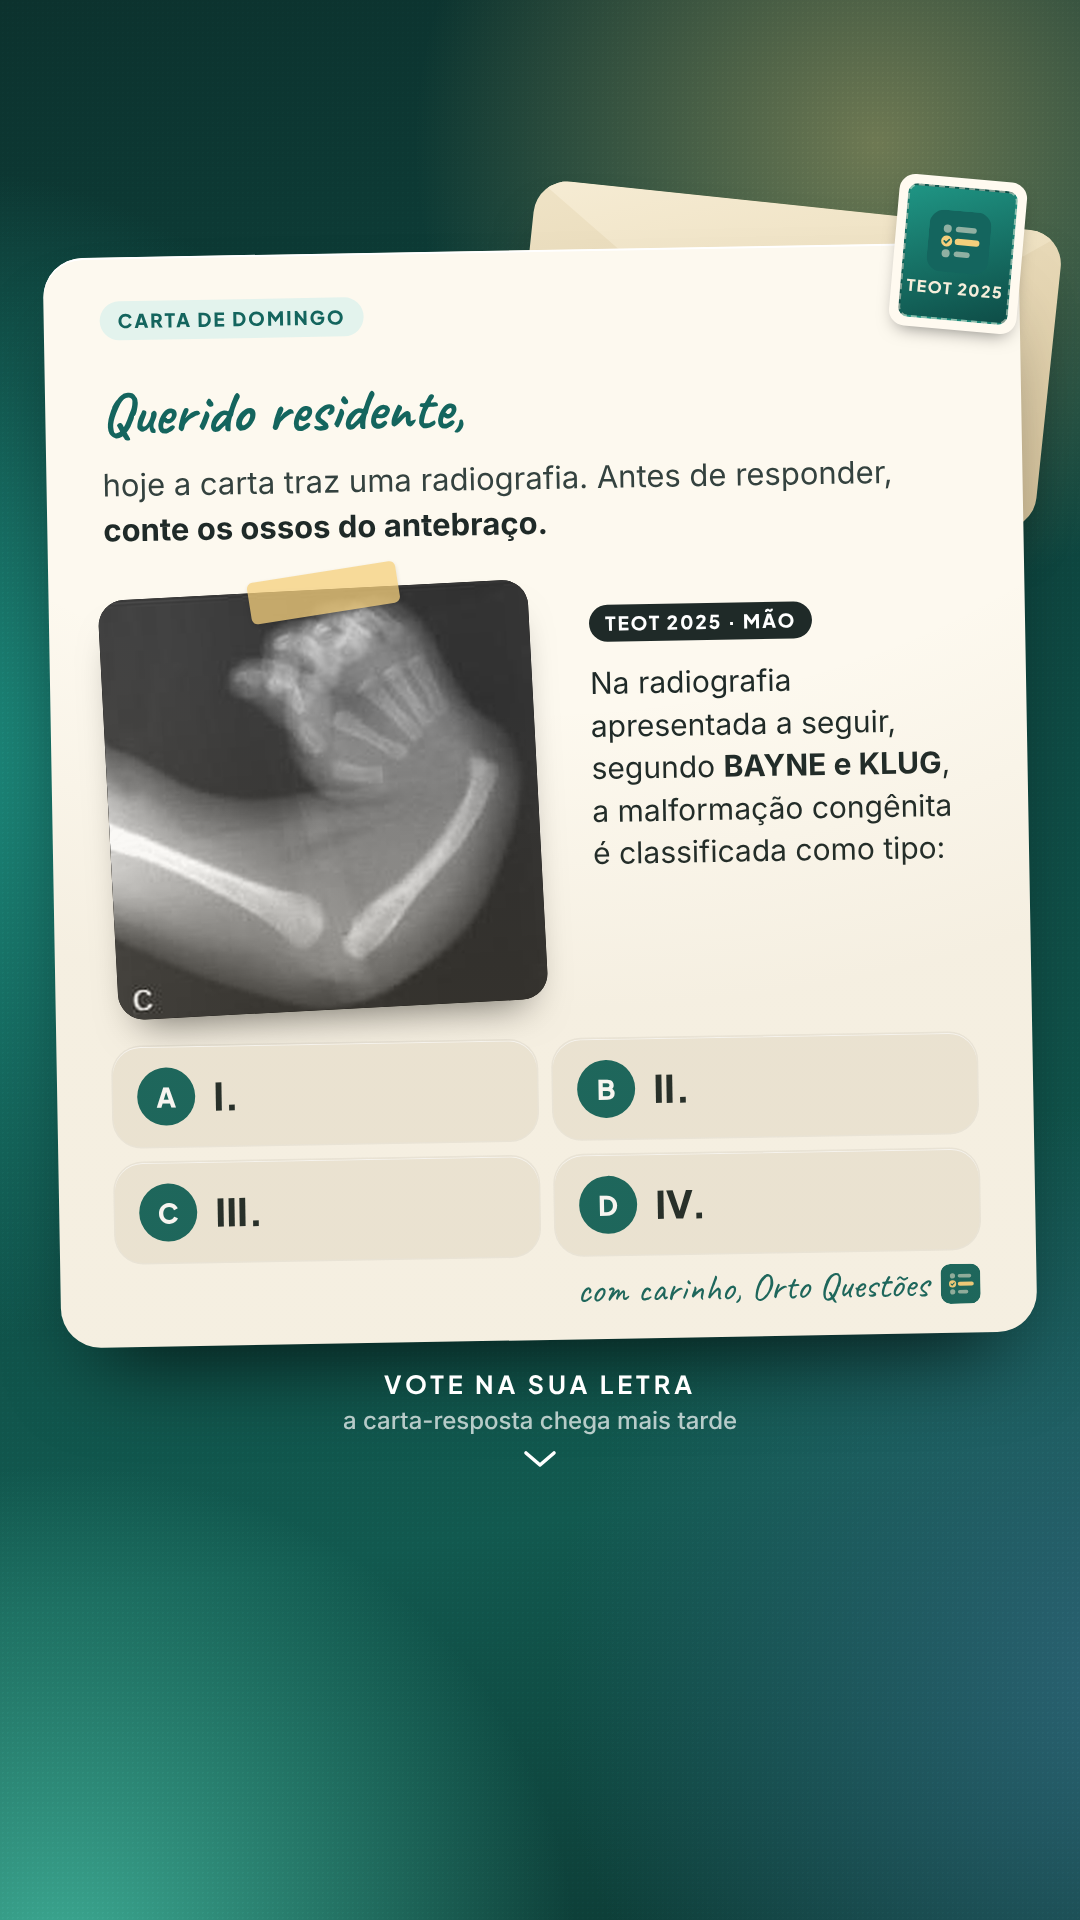 TEOT 2025
CARTA DE DOMINGO
Querido residente,
hoje a carta traz uma radiografia. Antes de responder,
conte os ossos do antebraço.
TEOT 2025 · MÃO
Na radiografia
apresentada a seguir,
segundo BAYNE e KLUG,
a malformação congênita
é classificada como tipo:
C
A I.
B II.
C III.
D IV.
com carinho, Orto Questões
VOTE NA SUA LETRA
a carta-resposta chega mais tarde